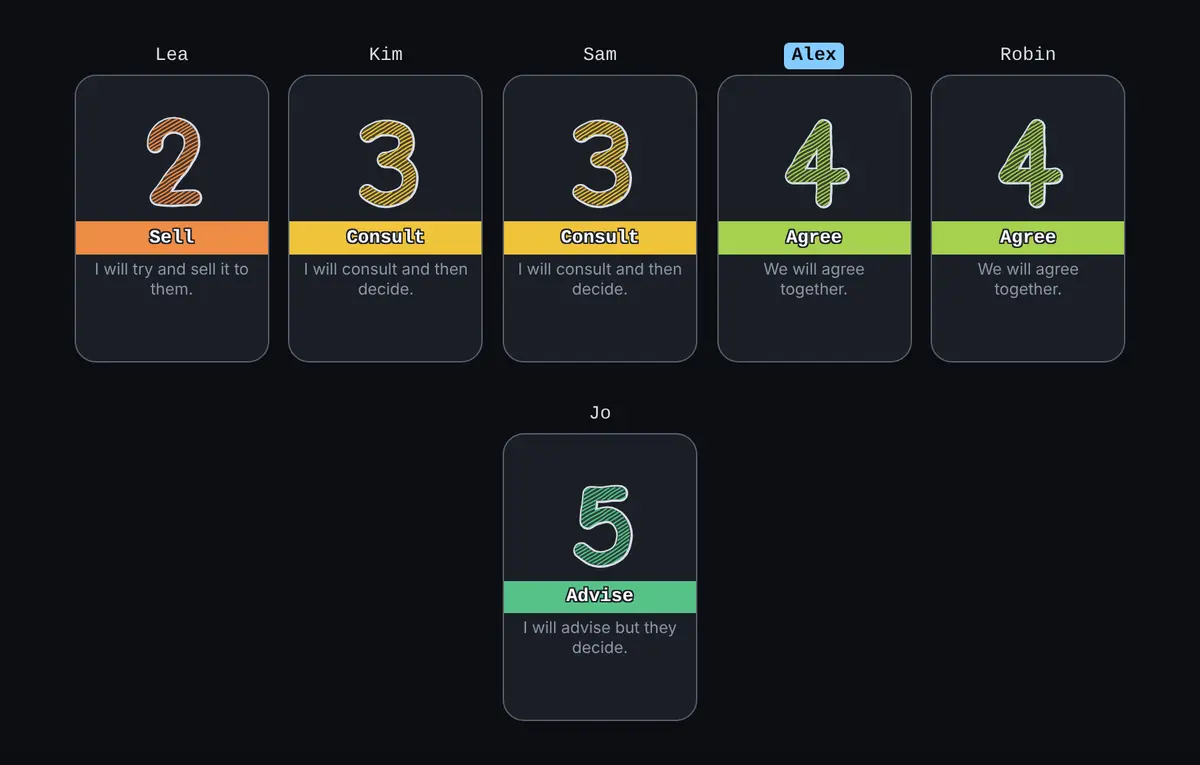 Lea
Kim
Sam
Alex
Robin
2
3
3
4
4
Sell
Consult
Consult
Agree
Agree
I will try and sell it to
them.
I will consult and then
decide.
I will consult and then
decide.
We will agree
together.
We will agree
together.
Jo
5
Advise
I will advise but they
decide.